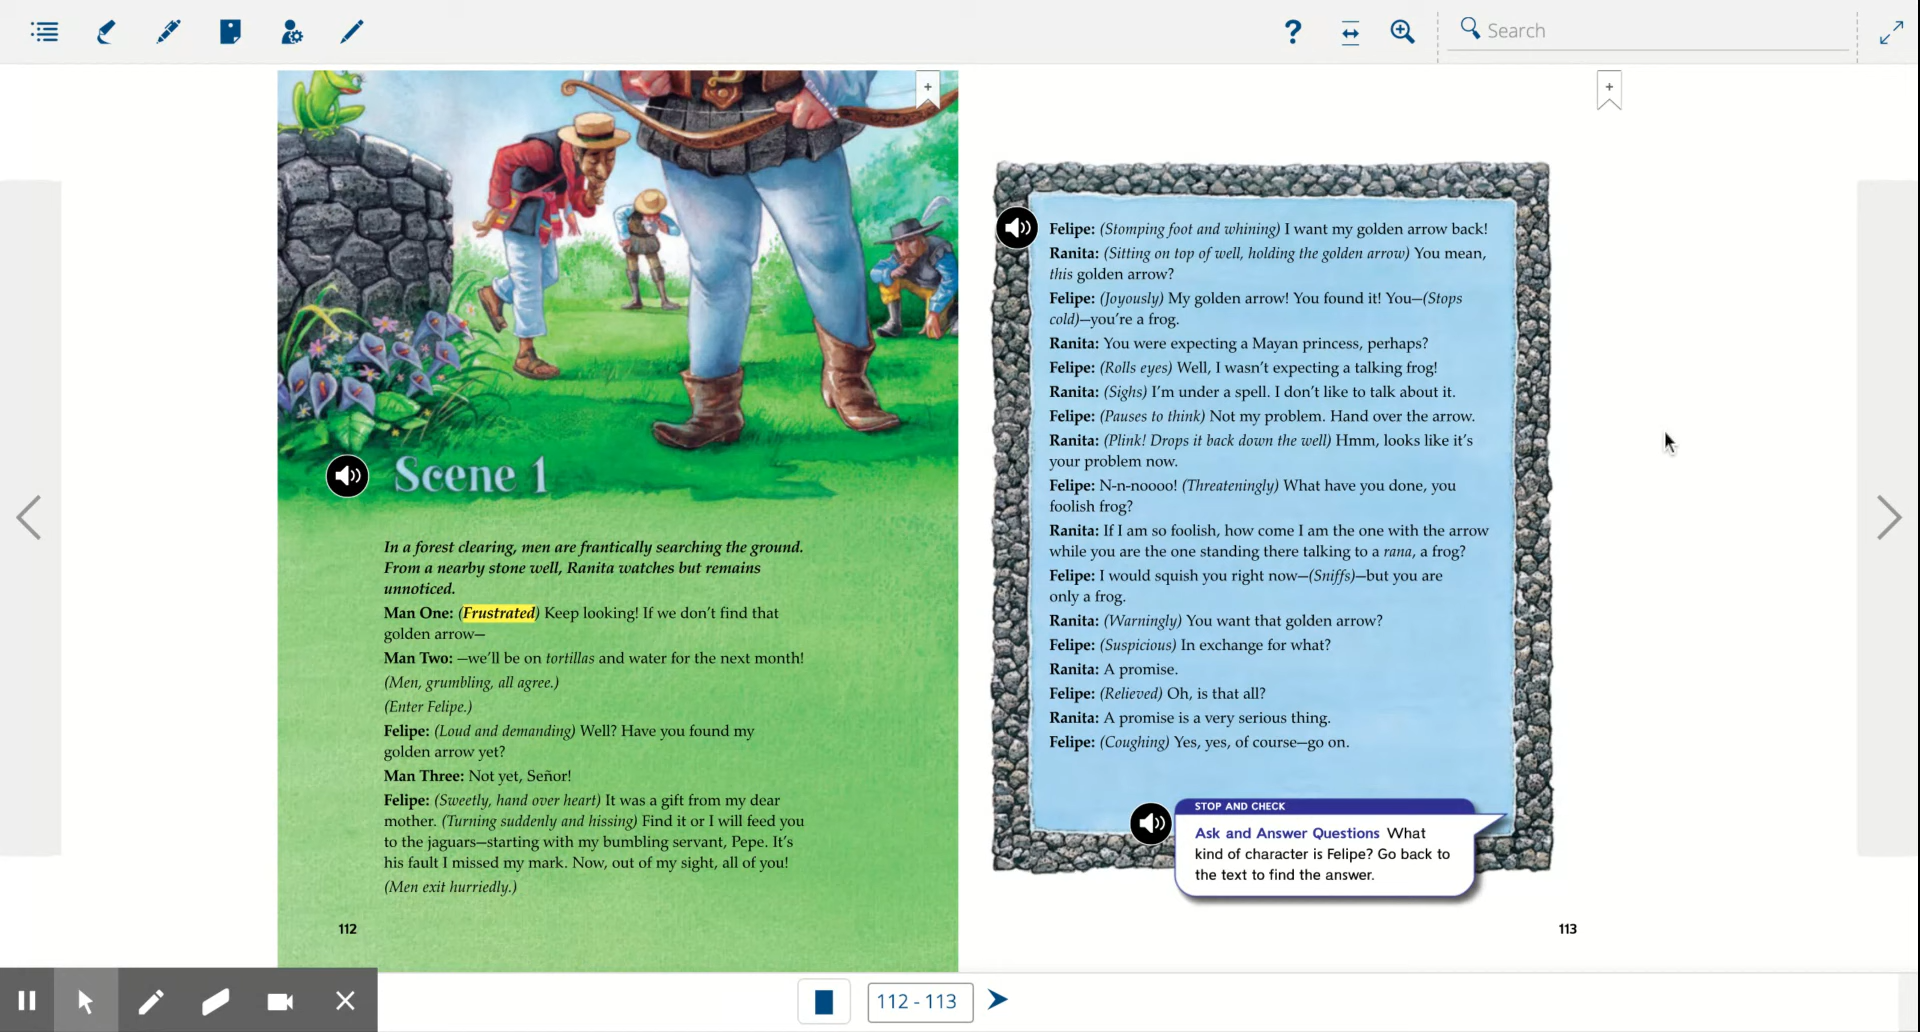 ? Search
+
+
Scene 1
In a forest clearing, men are frantically searching the ground.
From a nearby stone well, Ranita watches but remains
unnoticed.
Man One: (Frustrated) Keep looking! If we don't find that
golden arrow—
Man Two: —we'll be on tortillas and water for the next month!
(Men, grumbling, all agree.)
(Enter Felipe.)
Felipe: (Loud and demanding) Well? Have you found my
golden arrow yet?
Man Three: Not yet, Señor!
Felipe: (Sweetly, hand over heart) It was a gift from my dear
mother. (Turning suddenly and hissing) Find it or I will feed you
to the jaguars—starting with my bumbling servant, Pepe. It's
his fault I missed my mark. Now, out of my sight, all of you!
(Men exit hurriedly.)
112
Felipe: (Stomping foot and whining) I want my golden arrow back!
Ranita: (Sitting on top of well, holding the golden arrow) You mean,
this golden arrow?
Felipe: (Joyously) My golden arrow! You found it! You—(Stops
cold)—you're a frog.
Ranita: You were expecting a Mayan princess, perhaps?
Felipe: (Rolls eyes) Well, I wasn't expecting a talking frog!
Ranita: (Sighs) I'm under a spell. I don't like to talk about it.
Felipe: (Pauses to think) Not my problem. Hand over the arrow.
Ranita: (Plink! Drops it back down the well) Hmm, looks like it's
your problem now.
Felipe: N-n-noooo! (Threateningly) What have you done, you
foolish frog?
Ranita: If I am so foolish, how come I am the one with the arrow
while you are the one standing there talking to a rana, a frog?
Felipe: I would squish you right now—(Sniffs)—but you are
only a frog.
Ranita: (Warningly) You want that golden arrow?
Felipe: (Suspicious) In exchange for what?
Ranita: A promise.
Felipe: (Relieved) Oh, is that all?
Ranita: A promise is a very serious thing.
Felipe: (Coughing) Yes, yes, of course—go on.
STOP AND CHECK
Ask and Answer Questions What
kind of character is Felipe? Go back to
the text to find the answer.
113
112 - 113